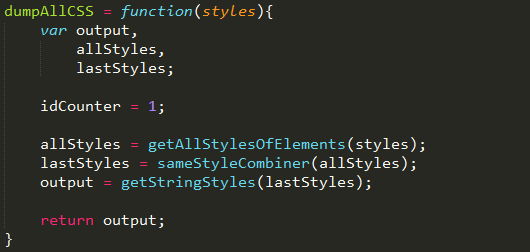 dumpAllCSS = function(styles){
    var output,
        allStyles,
        lastStyles;
    idCounter = 1;
    allStyles = getAllStylesOfElements(styles);
    lastStyles = sameStyleCombiner(allStyles);
    output = getStringStyles(lastStyles);
    return output;
}